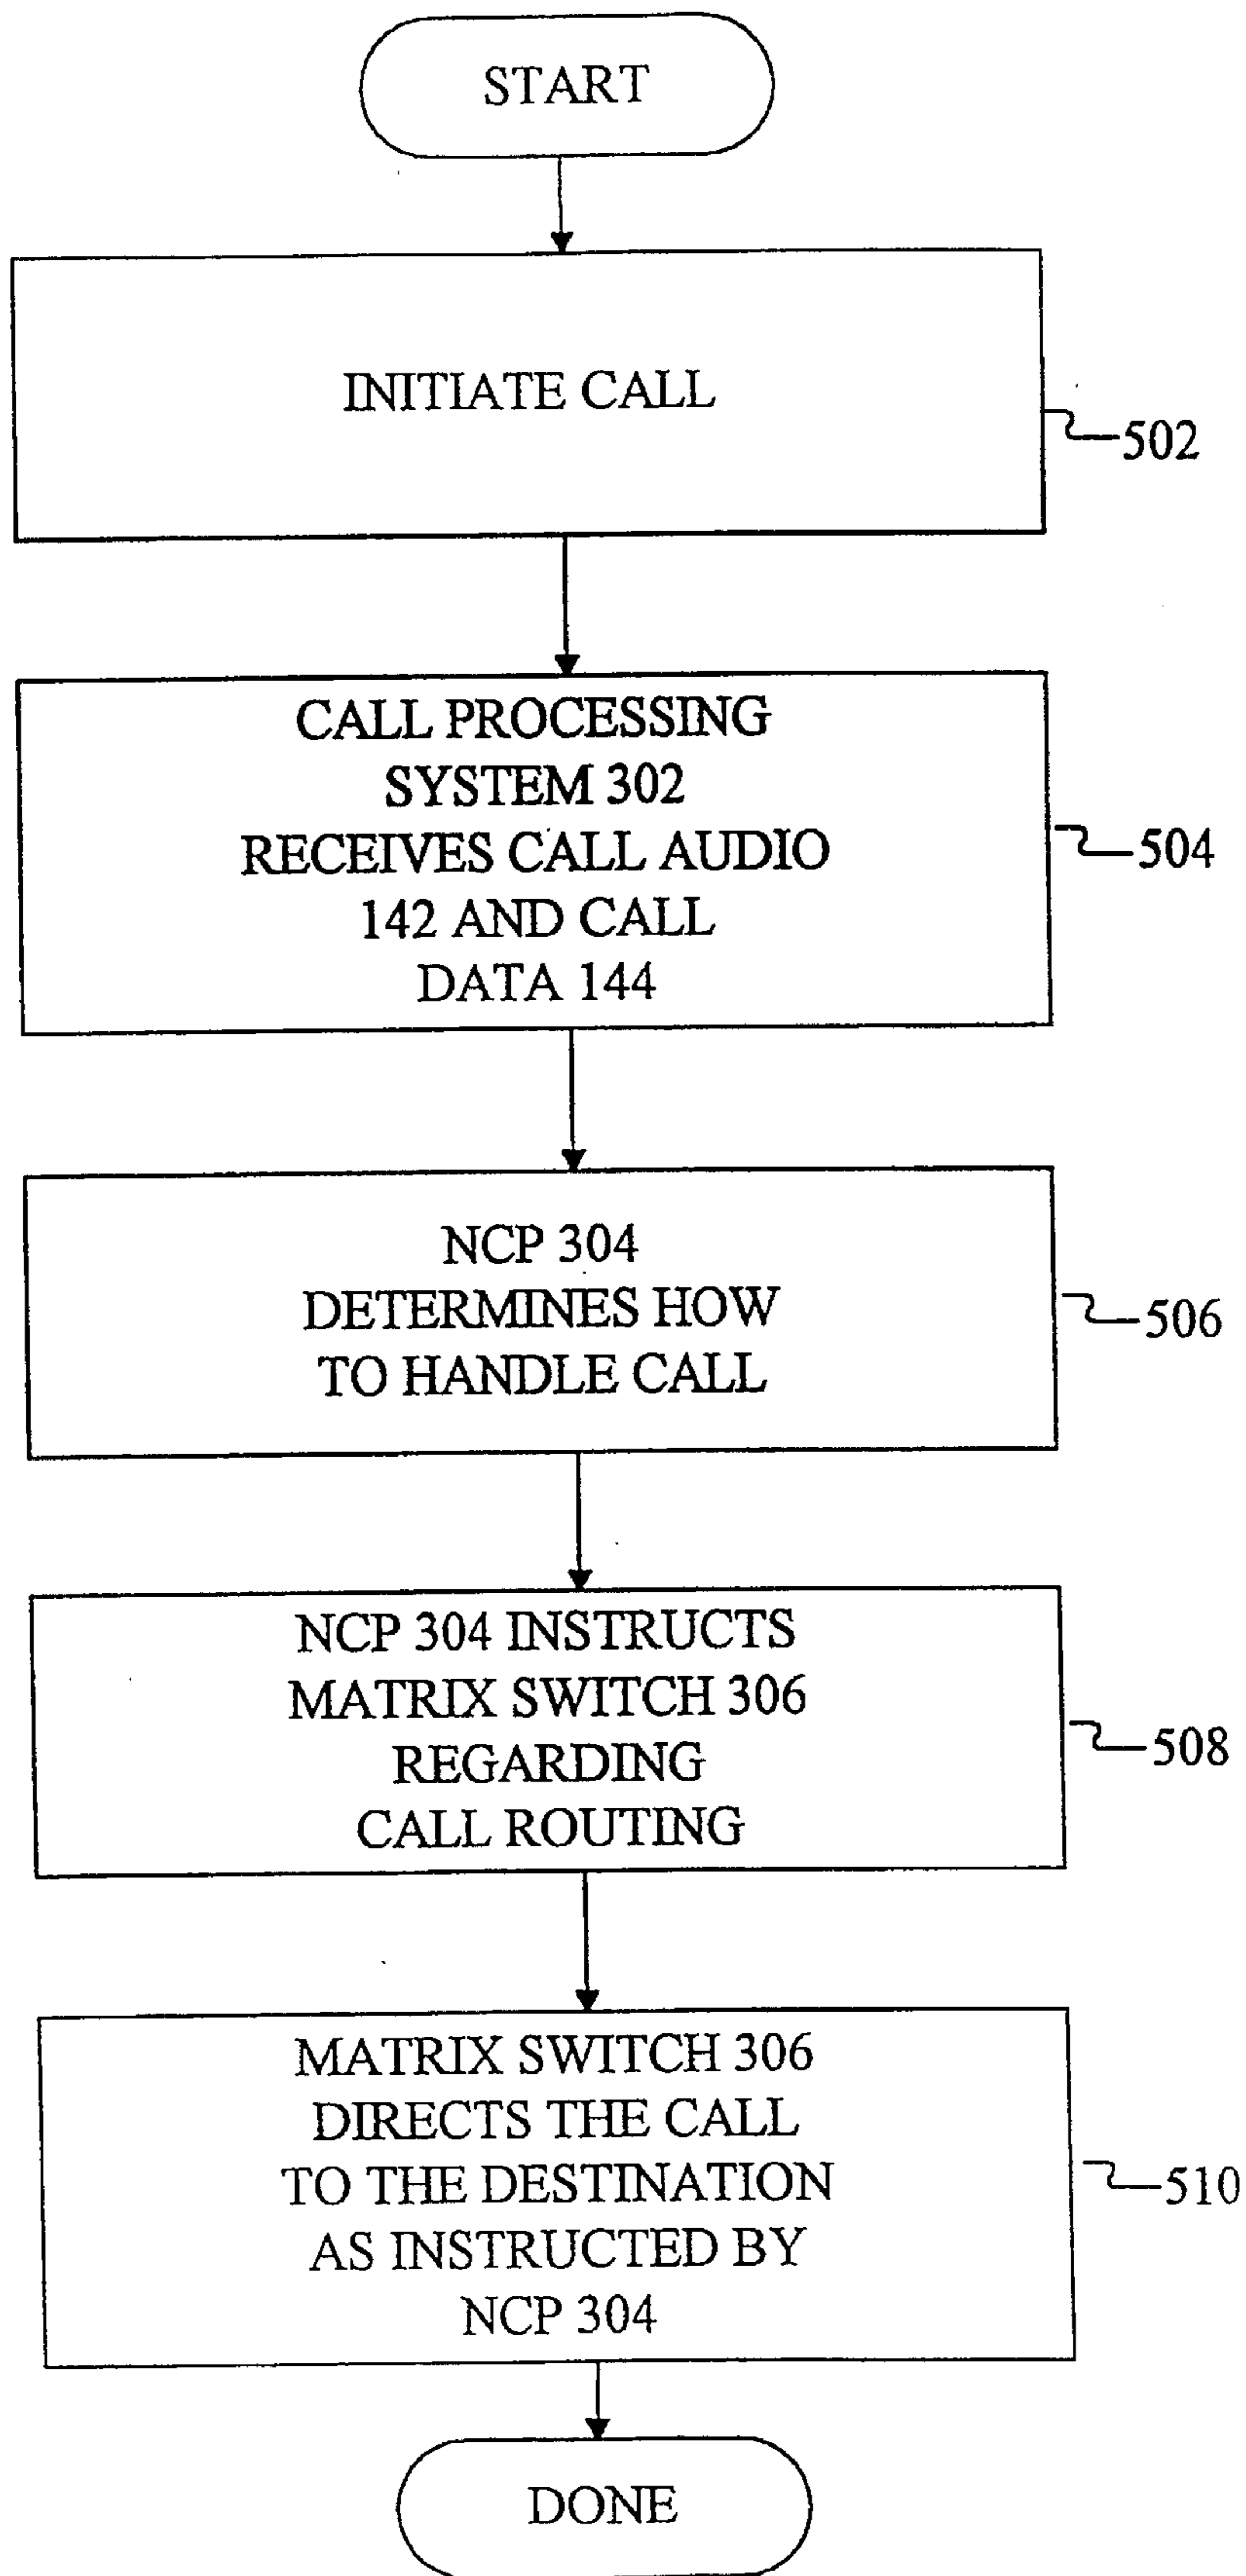 START
INITIATE CALL
502
CALL PROCESSING
SYSTEM 302
RECEIVES CALL AUDIO
142 AND CALL
DATA 144
504
NCP 304
DETERMINES HOW
TO HANDLE CALL
506
NCP 304 INSTRUCTS
MATRIX SWITCH 306
REGARDING
CALL ROUTING
508
MATRIX SWITCH 306
DIRECTS THE CALL
TO THE DESTINATION
AS INSTRUCTED BY
NCP 304
510
DONE